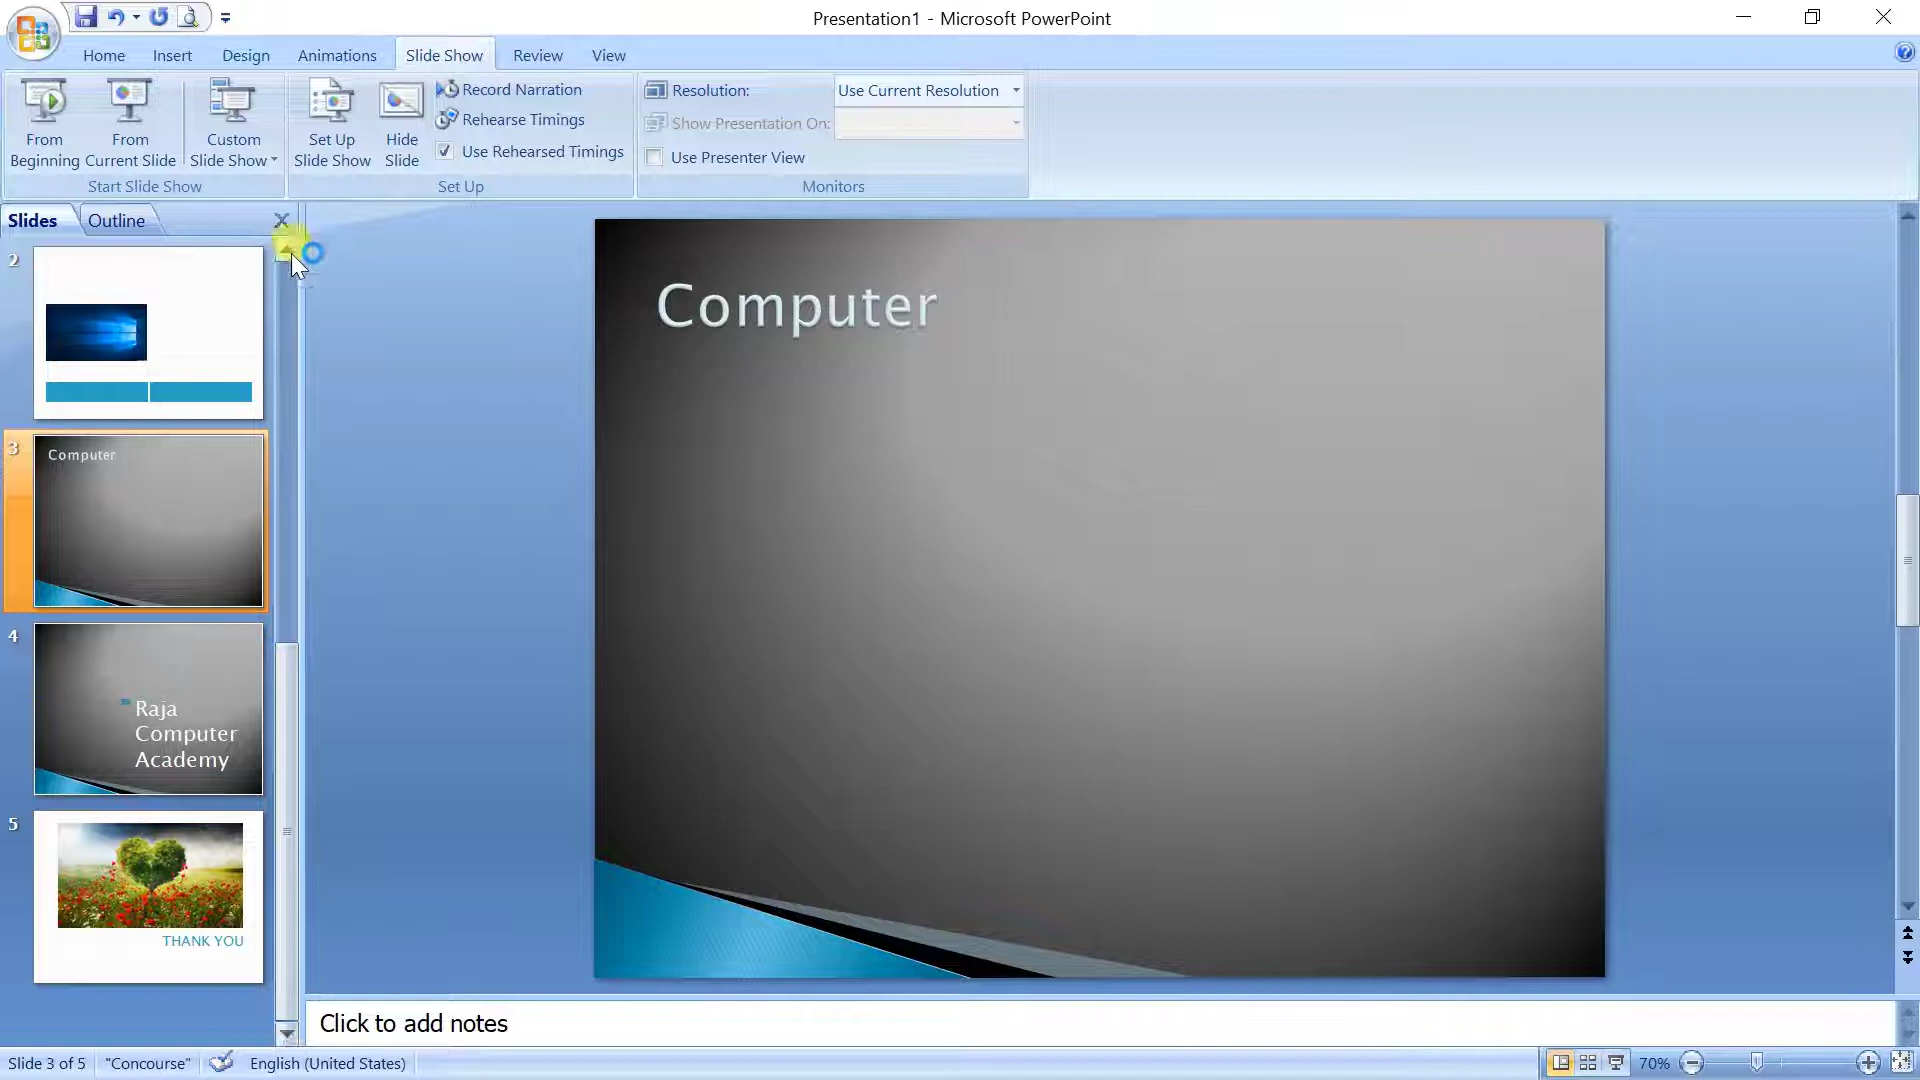 Presentation1 - Microsoft PowerPoint
Home Insert Design Animations Slide Show Review View
From Beginning
From Current Slide
Custom Slide Show
Start Slide Show
Set Up Slide Show
Hide Slide
Record Narration
Rehearse Timings
Use Rehearsed Timings
Set Up
Resolution: Use Current Resolution
Show Presentation On:
Use Presenter View
Monitors
Slides Outline
2
3
Computer
4
Raja
Computer
Academy
5
THANK YOU
Computer
Click to add notes
Slide 3 of 5 "Concourse" English (United States) 70%